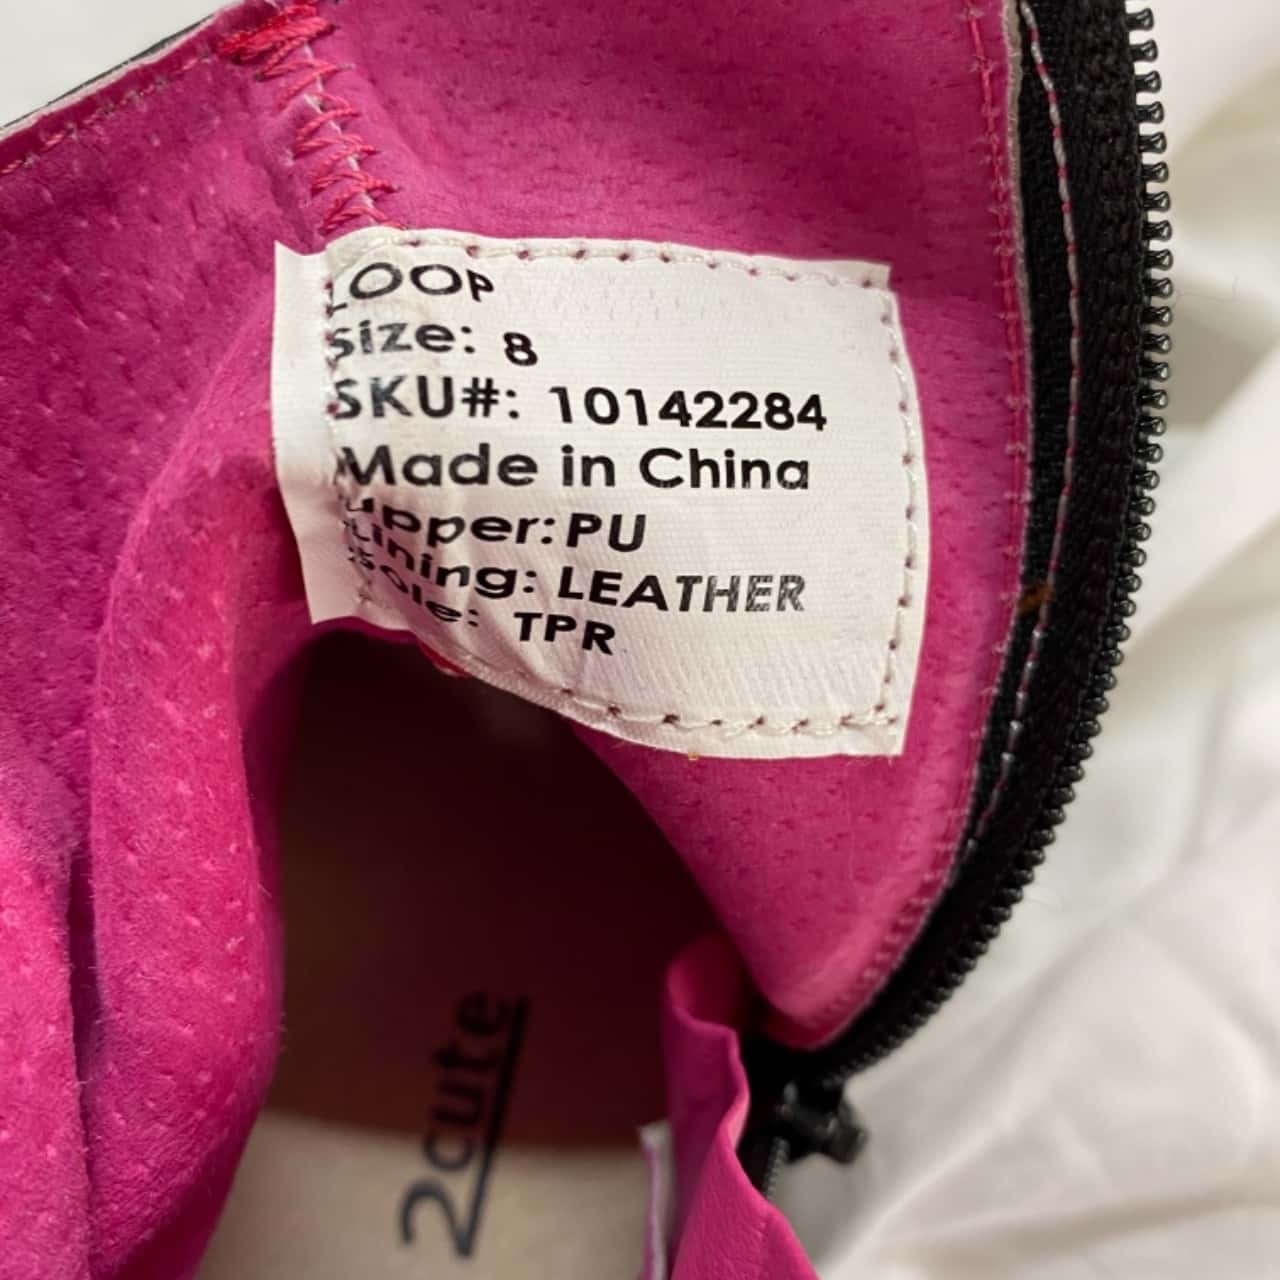 LOOP
size: 8
SKU#: 10142284
Made in China
upper: PU
Lining: LEATHER
Sole: TPR
2cute